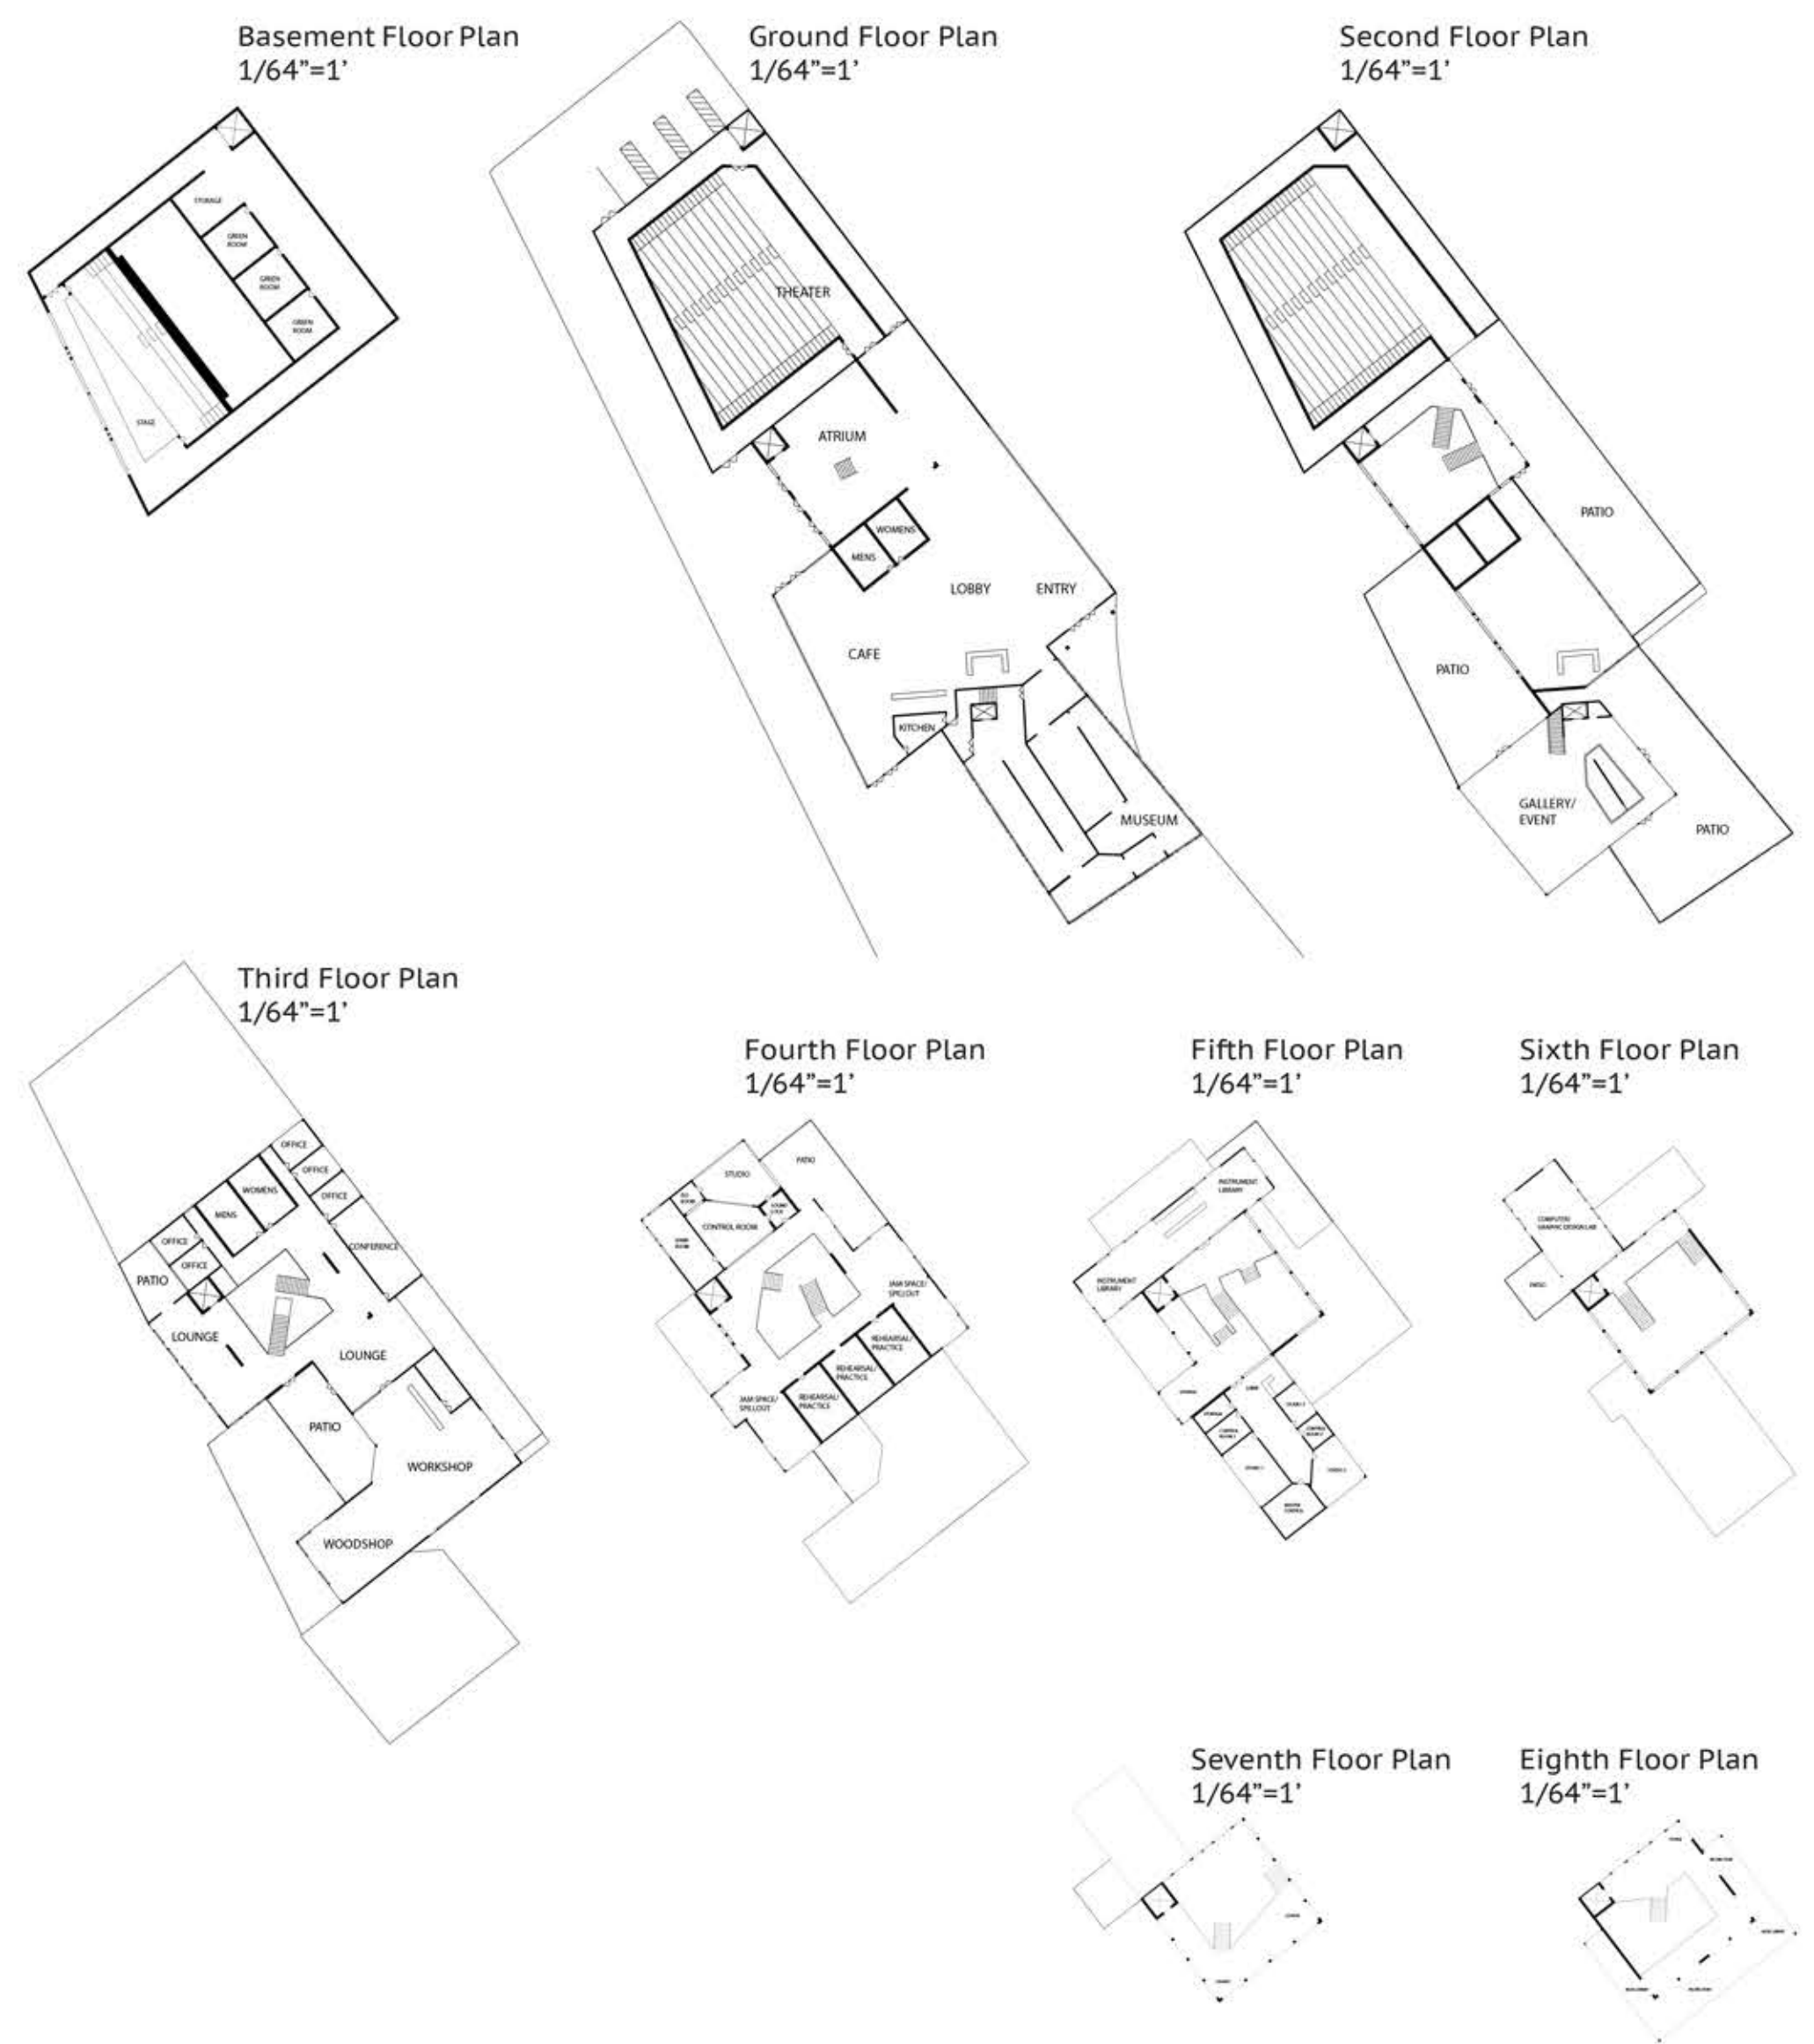 Basement Floor Plan
1/64”=1’
STORAGE
GREEN
ROOM
GREEN
ROOM
GREEN
ROOM
STAGE
Ground Floor Plan
1/64”=1’
THEATER
ATRIUM
WOMENS
MENS
LOBBY
ENTRY
CAFE
KITCHEN
MUSEUM
Second Floor Plan
1/64”=1’
PATIO
PATIO
GALLERY/
EVENT
PATIO
Third Floor Plan
1/64”=1’
OFFICE
OFFICE
WOMENS
OFFICE
MENS
OFFICE
CONFERENCE
OFFICE
PATIO
LOUNGE
LOUNGE
PATIO
WORKSHOP
WOODSHOP
Fourth Floor Plan
1/64”=1’
PATIO
STUDIO
CONTROL ROOM
JAM SPACE/
SPILLOUT
REHEARSAL/
PRACTICE
REHEARSAL/
PRACTICE
REHEARSAL/
PRACTICE
JAM SPACE/
SPILLOUT
Fifth Floor Plan
1/64”=1’
INSTRUMENT
LIBRARY
INSTRUMENT
LIBRARY
Sixth Floor Plan
1/64”=1’
COMPUTER/
GRAPHIC DESIGN LAB
PATIO
Seventh Floor Plan
1/64”=1’
Eighth Floor Plan
1/64”=1’